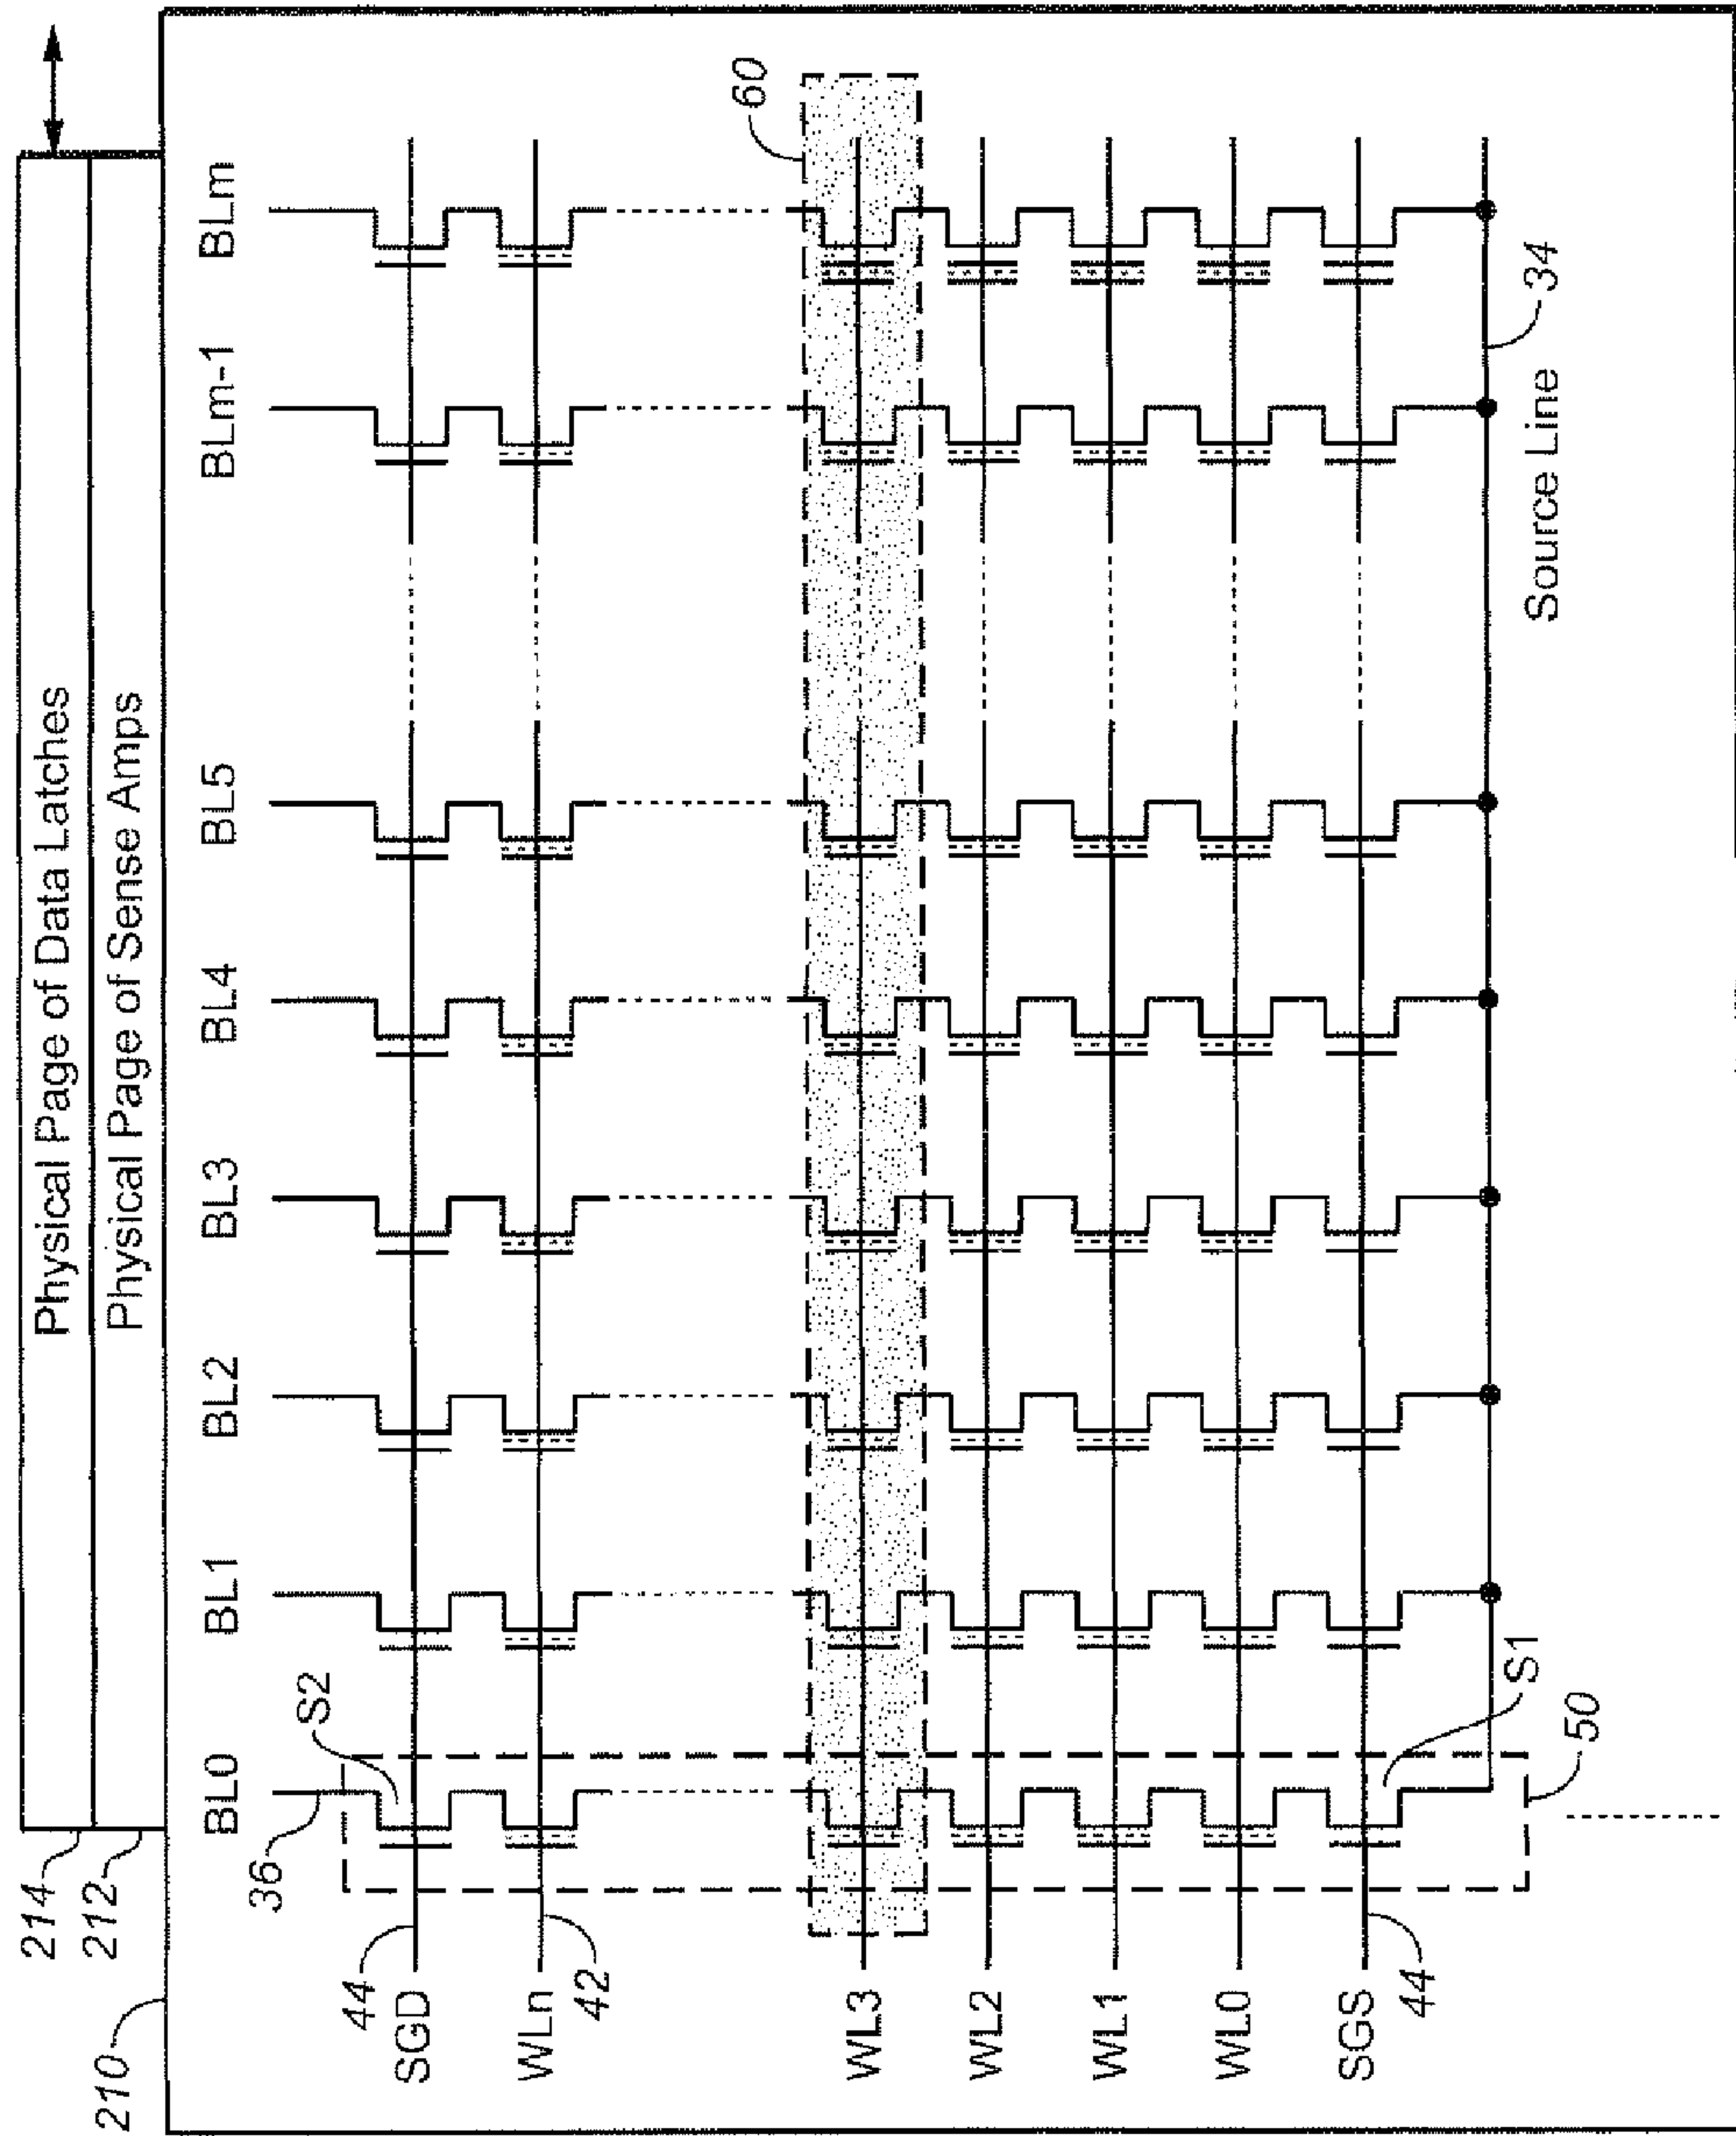 Physical Page of Data Latches
Physical Page of Sense Amps
214
212
210
BL0
BL1
BL2
BL3
BL4
BL5
BLm-1
BLm
36
S2
60
44
SGD
WLn
42
WL3
WL2
WL1
WL0
SGS
44
S1
50
34
Source Line